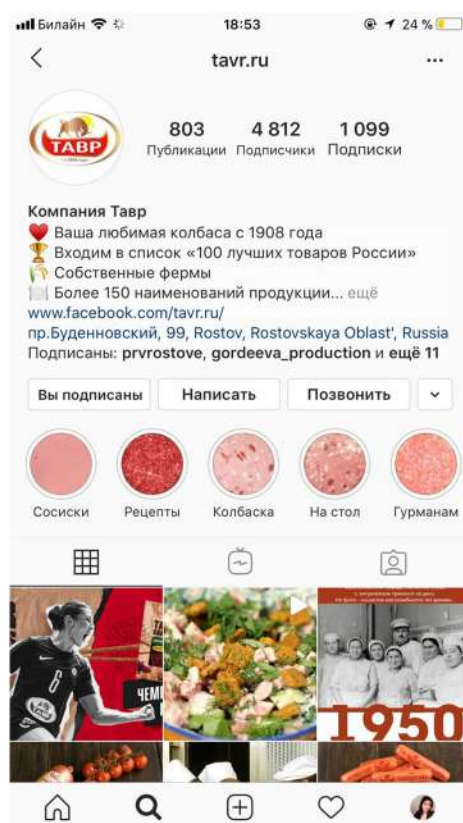 Билайн 18:53 24 %
tavr.ru
ТАВР
803 4 812 1 099
Публикации Подписчики Подписки
Компания Тавр
Ваша любимая колбаса с 1908 года
Входим в список «100 лучших товаров России»
Собственные фермы
Более 150 наименований продукции... ещё
www.facebook.com/tavr.ru/
пр.Буденновский, 99, Rostov, Rostovskaya Oblast', Russia
Подписаны: prvrostove, gordeeva_production и ещё 11
Вы подписаны Написать Позвонить
Сосиски Рецепты Колбаска На стол Гурманам
6
ЧЕМ
1950